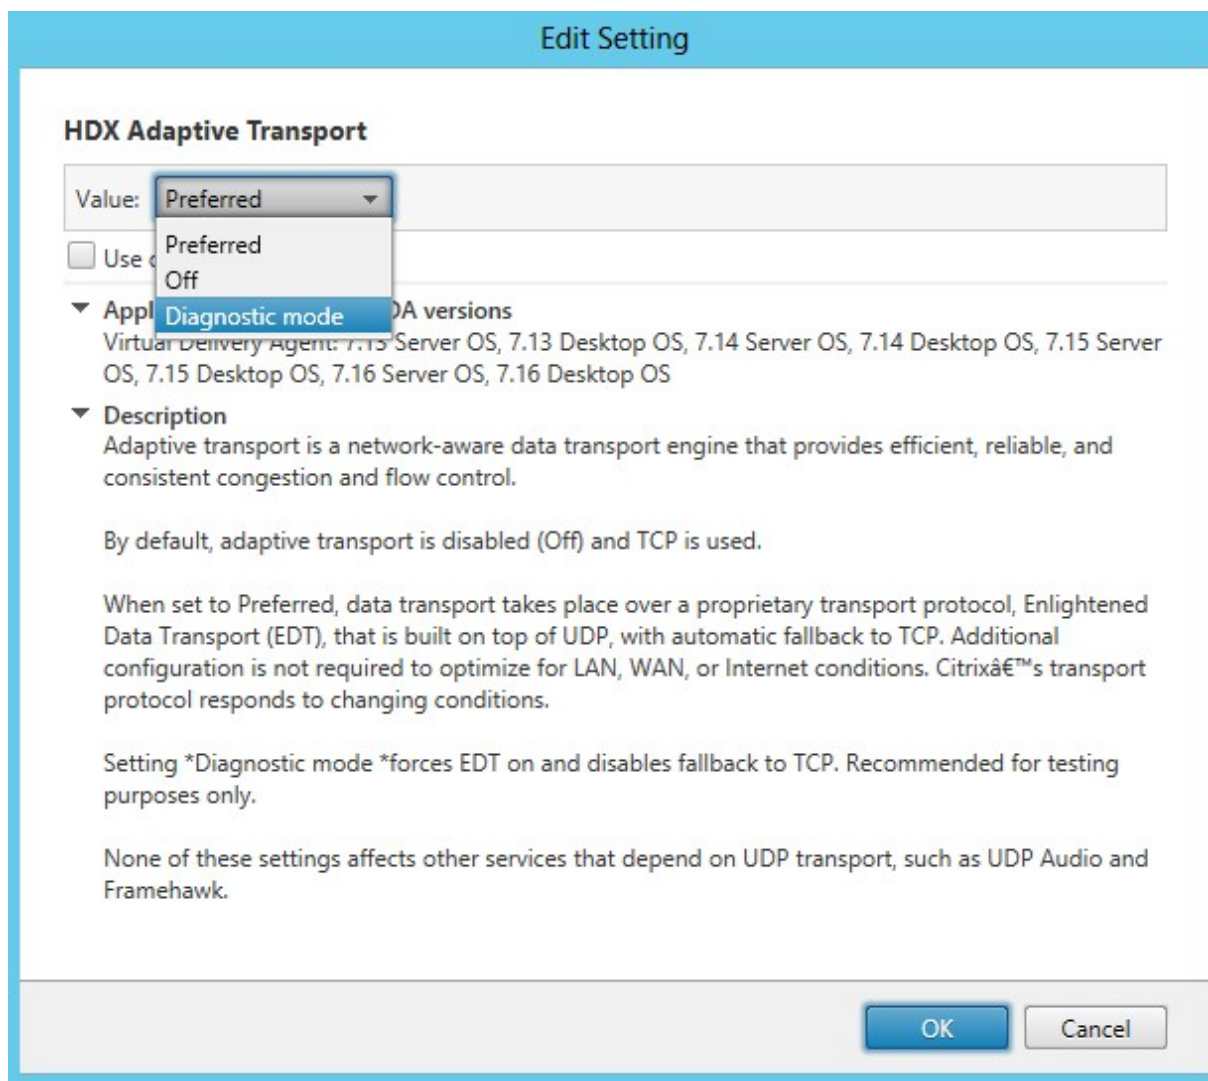 Edit Setting
HDX Adaptive Transport
Value: Preferred
Preferred
Use
Off
Diagnostic mode
Appl DA versions
Virtual Delivery Agent: 7.13 Server OS, 7.13 Desktop OS, 7.14 Server OS, 7.14 Desktop OS, 7.15 Server
OS, 7.15 Desktop OS, 7.16 Server OS, 7.16 Desktop OS
Description
Adaptive transport is a network-aware data transport engine that provides efficient, reliable, and
consistent congestion and flow control.
By default, adaptive transport is disabled (Off) and TCP is used.
When set to Preferred, data transport takes place over a proprietary transport protocol, Enlightened
Data Transport (EDT), that is built on top of UDP, with automatic fallback to TCP. Additional
configuration is not required to optimize for LAN, WAN, or Internet conditions. Citrixâ€™s transport
protocol responds to changing conditions.
Setting *Diagnostic mode *forces EDT on and disables fallback to TCP. Recommended for testing
purposes only.
None of these settings affects other services that depend on UDP transport, such as UDP Audio and
Framehawk.
OK Cancel